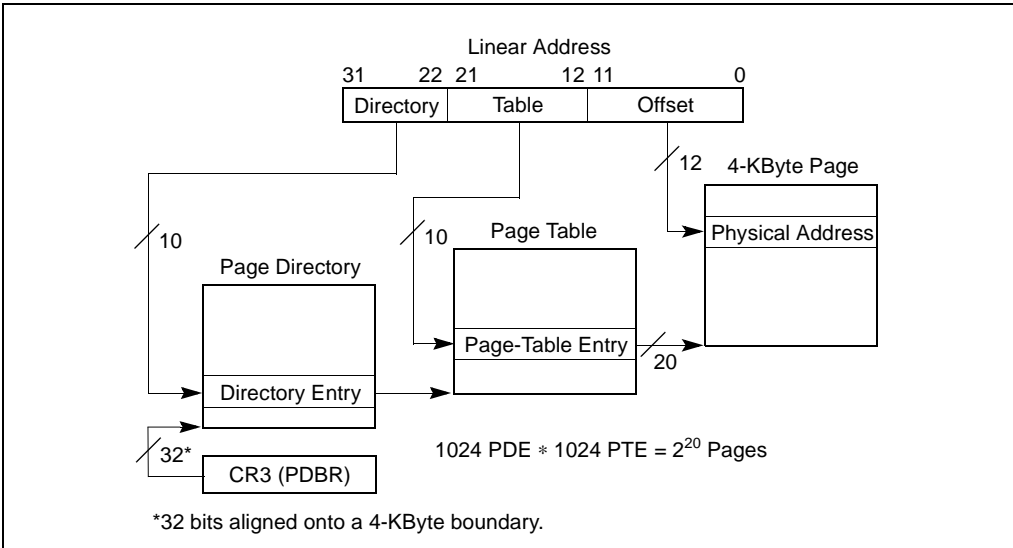 Linear Address
31 22 21 12 11 0
Directory Table Offset
12
4-KByte Page
Physical Address
10
10
Page Table
Page Directory
Page-Table Entry
20
Directory Entry
32*
CR3 (PDBR)
1024 PDE ∗ 1024 PTE = 2²⁰ Pages
*32 bits aligned onto a 4-KByte boundary.